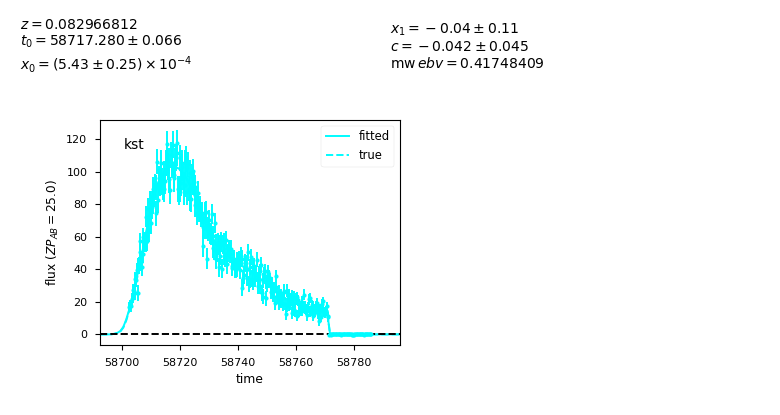 z = 0.082966812
t₀ = 58717.280 ± 0.066
x₀ = (5.43 ± 0.25) × 10⁻⁴
x₁ = −0.04 ± 0.11
c = −0.042 ± 0.045
mw ebv = 0.41748409
kst
fitted
true
flux (ZP_AB = 25.0)
120
100
80
60
40
20
0
58700 58720 58740 58760 58780
time